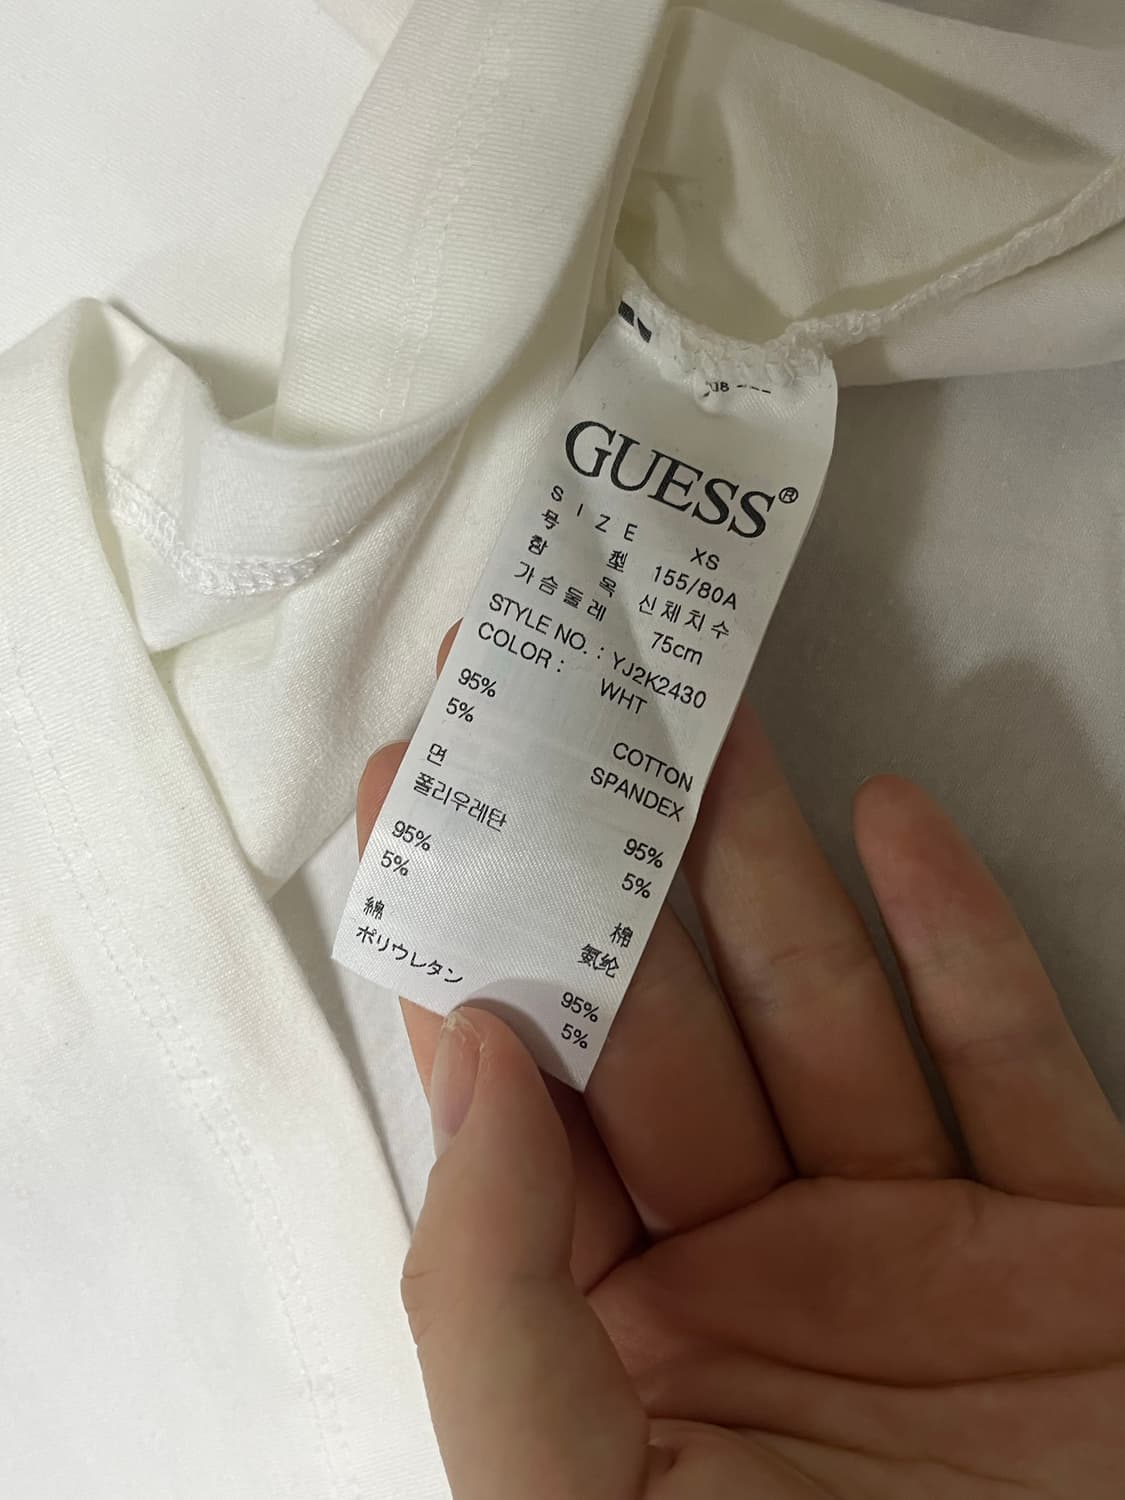 GUESS®
SIZE XS
号型 155/80A
항목 신체치수
가슴둘레 75cm
STYLE NO. : YJ2K2430
COLOR : WHT
95% COTTON
5% SPANDEX
면 95%
폴리우레탄 5%
95% 棉
5% 氨纶
綿 95%
ポリウレタン 5%